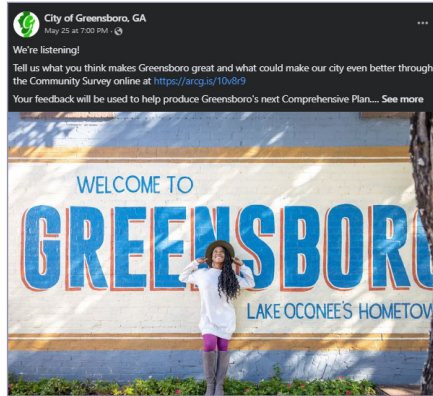 City of Greensboro, GA
May 25 at 7:00 PM ·
We're listening!
Tell us what you think makes Greensboro great and what could make our city even better through
the Community Survey online at https://arcg.is/10v8r9
Your feedback will be used to help produce Greensboro's next Comprehensive Plan.... See more
WELCOME TO
GREENSBOR
LAKE OCONEE'S HOMETOW